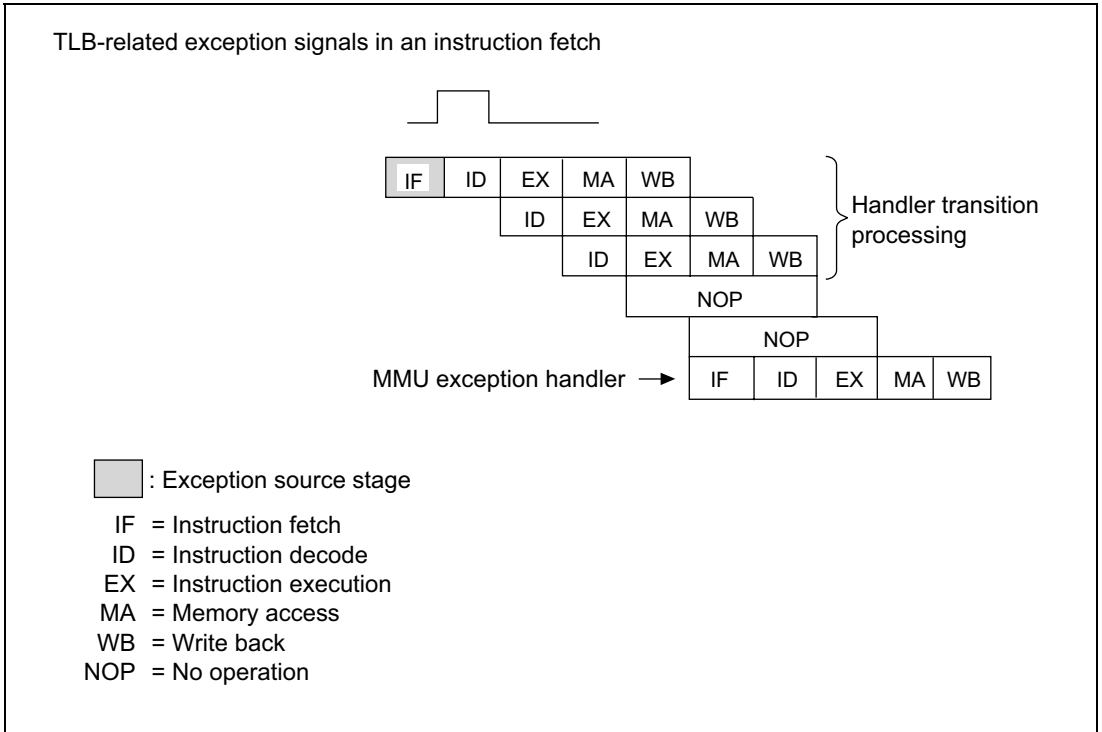 TLB-related exception signals in an instruction fetch
IF ID EX MA WB
ID EX MA WB
ID EX MA WB
Handler transition
processing
NOP
NOP
MMU exception handler → IF ID EX MA WB
: Exception source stage
IF = Instruction fetch
ID = Instruction decode
EX = Instruction execution
MA = Memory access
WB = Write back
NOP = No operation